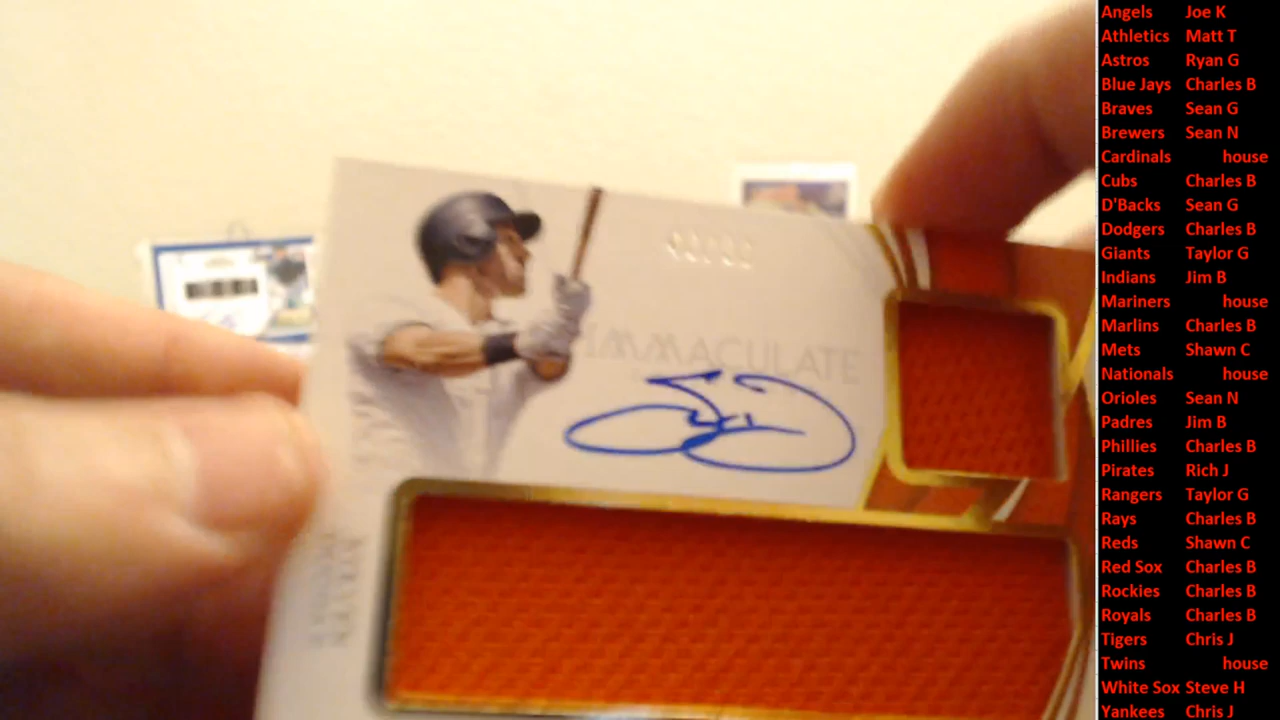 IMMACULATE
Angels Joe K
Athletics Matt T
Astros Ryan G
Blue Jays Charles B
Braves Sean G
Brewers Sean N
Cardinals house
Cubs Charles B
D'Backs Sean G
Dodgers Charles B
Giants Taylor G
Indians Jim B
Mariners house
Marlins Charles B
Mets Shawn C
Nationals house
Orioles Sean N
Padres Jim B
Phillies Charles B
Pirates Rich J
Rangers Taylor G
Rays Charles B
Reds Shawn C
Red Sox Charles B
Rockies Charles B
Royals Charles B
Tigers Chris J
Twins house
White Sox Steve H
Yankees Chris J